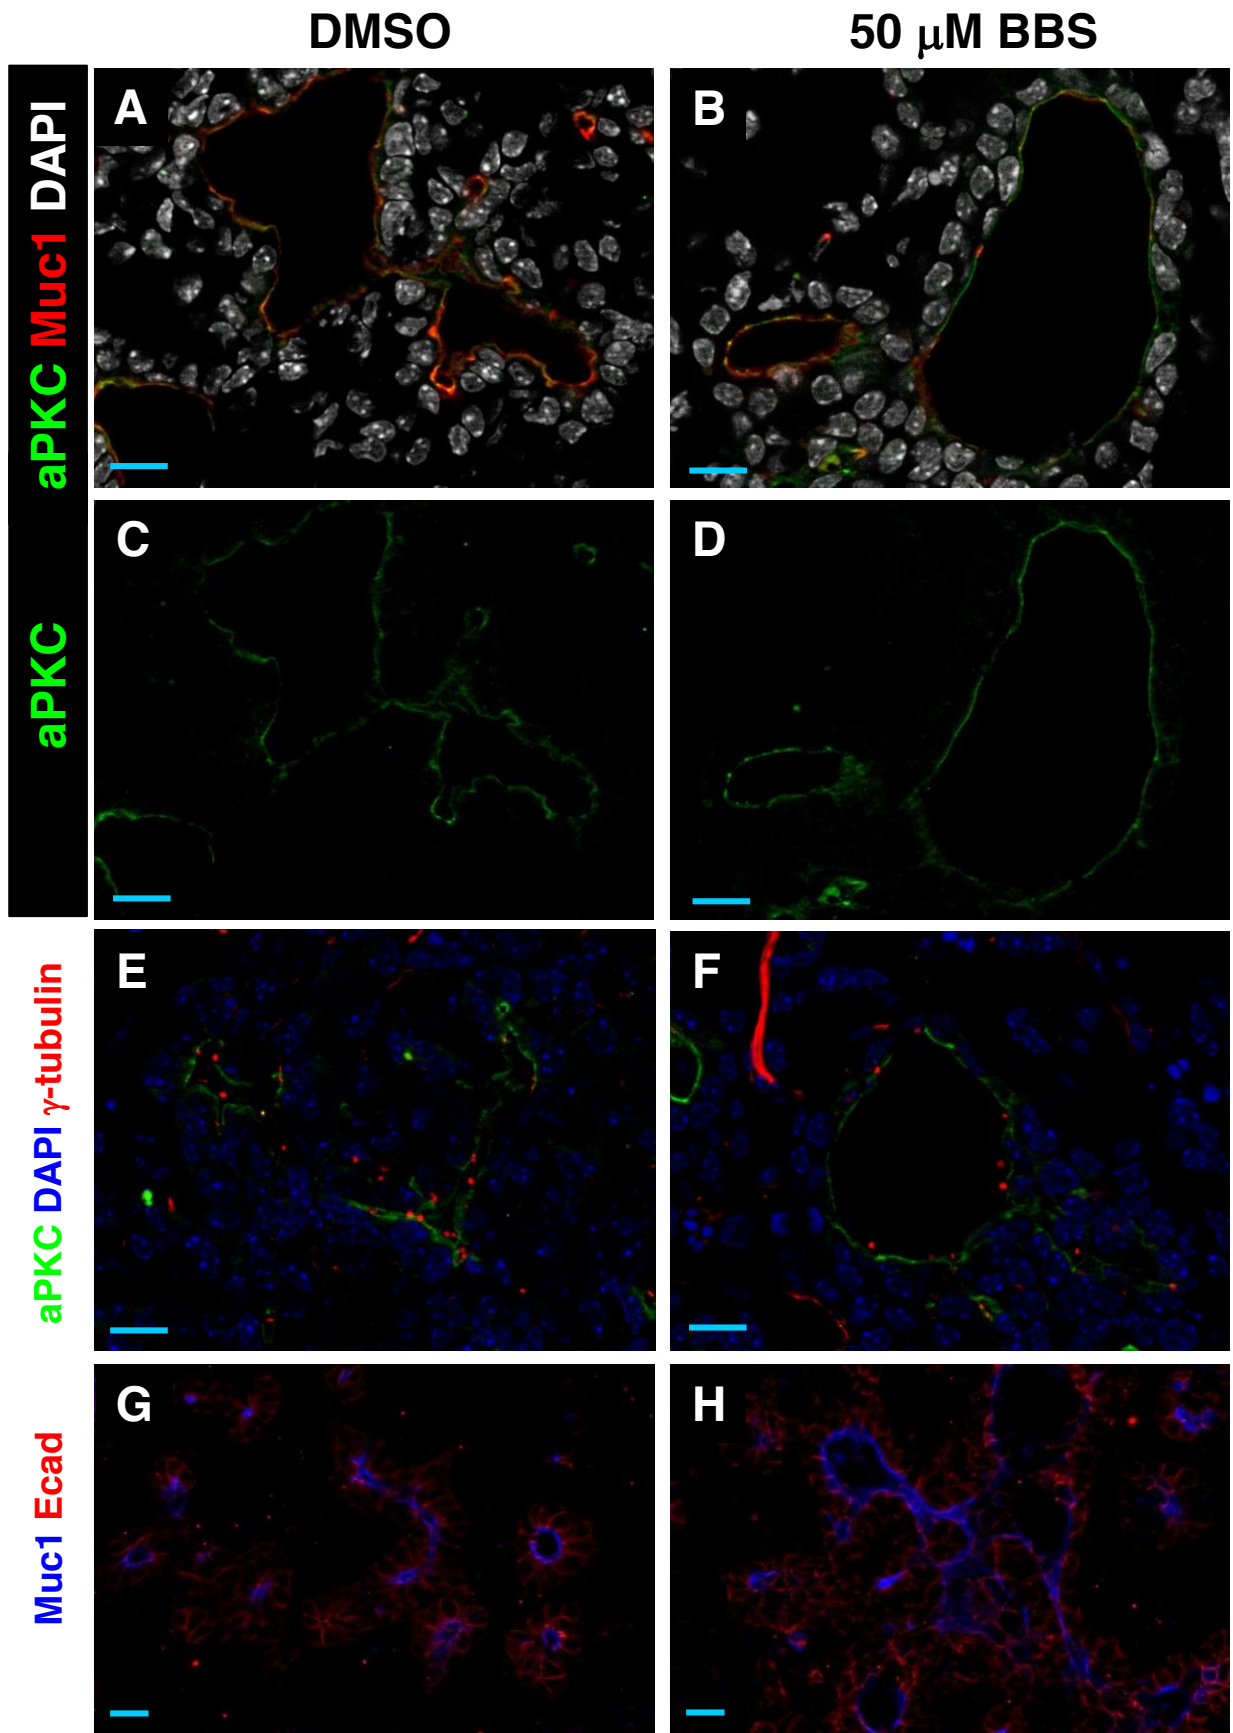 DMSO
50 μM BBS
aPKC Muc1 DAPI
A
B
aPKC
C
D
aPKC DAPI γ-tubulin
E
F
Muc1 Ecad
G
H